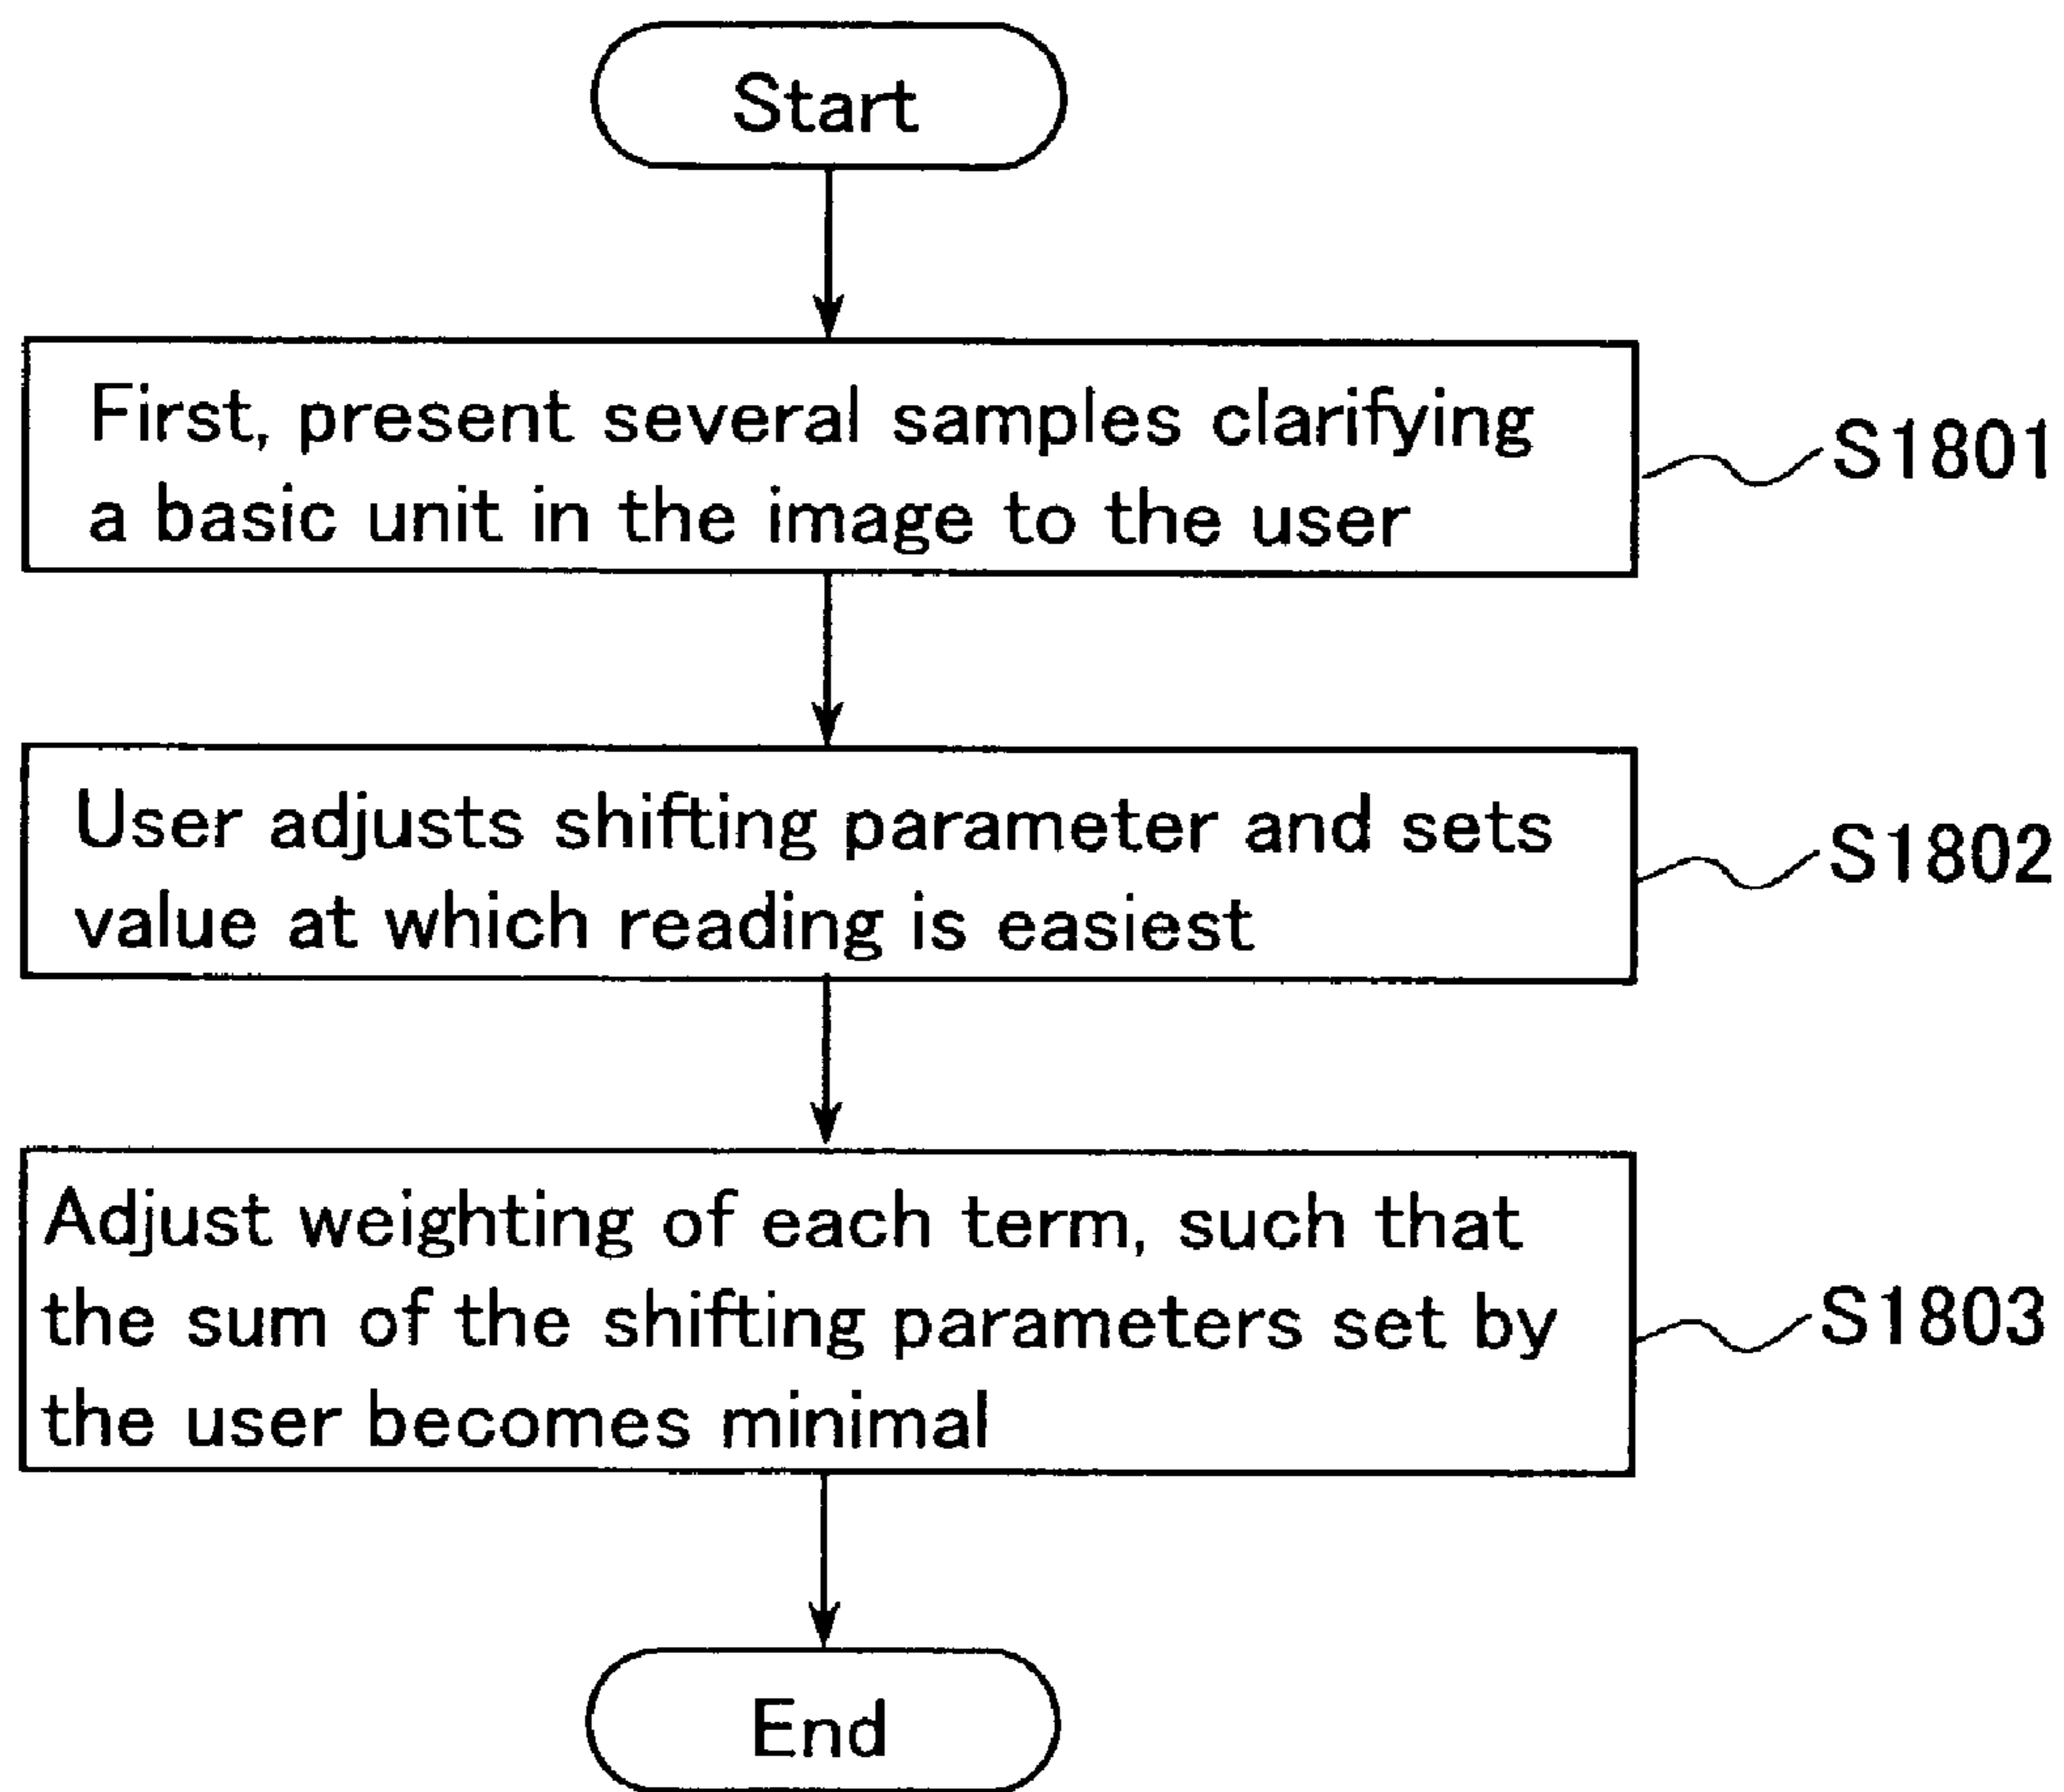 Start
First, present several samples clarifying
a basic unit in the image to the user
S1801
User adjusts shifting parameter and sets
value at which reading is easiest
S1802
Adjust weighting of each term, such that
the sum of the shifting parameters set by
the user becomes minimal
S1803
End